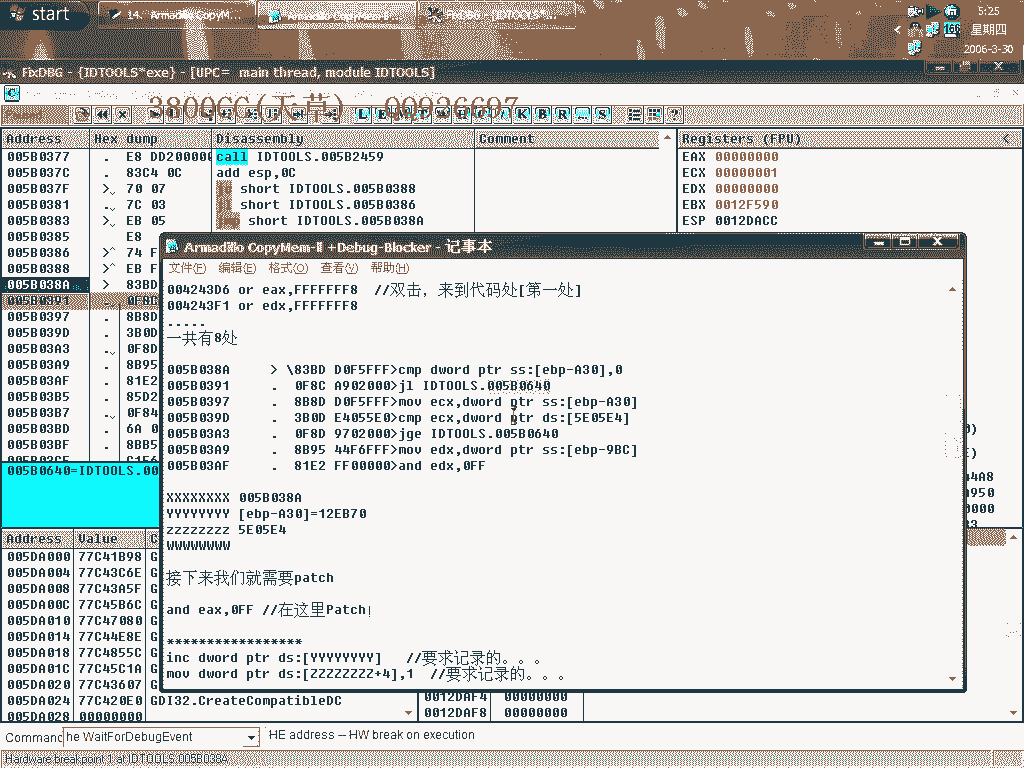 start
14. Armadillo CopyM...
Armadillo CopyMem-Ⅱ ...
FixDBG - [IDTOOLS*...
5:25
星期四
2006-3-30
FixDBG - {IDTOOLS*exe} - [UPC= main thread, module IDTOOLS]
C
3800CC(天草) 00926697
K B R ... S
?
Address Hex dump Disassembly Comment Registers (FPU)
005B0377 . E8 DD200000 call IDTOOLS.005B2459 EAX 00000000
005B037C . 83C4 0C add esp,0C ECX 00000001
005B037F >. 70 07 short IDTOOLS.005B0388 EDX 00000000
005B0381 . 7C 03 short IDTOOLS.005B0386 EBX 0012F590
005B0383 >. EB 05 short IDTOOLS.005B038A ESP 0012DACC
005B0385 E8
005B0386 >^ 74 F
005B0388 >^ EB F
005B038A > 83BD
005B0391 . 0F8C
005B0397 . 8B8D
005B039D . 3B0D
005B03A3 . 0F8D
005B03A9 . 8B95
005B03AF . 81E2
005B03B5 . 85D2
005B03B7 . 0F84
005B03BD . 6A 0
005B03BF . 8BB5
005B0640=IDTOOLS.00
Armadillo CopyMem-Ⅱ +Debug-Blocker - 记事本
文件(F) 编辑(E) 格式(O) 查看(V) 帮助(H)
004243D6 or eax,FFFFFFF8 //双击，来到代码处[第一处]
004243F1 or edx,FFFFFFF8
.....
一共有8处
005B038A > \83BD D0F5FFF>cmp dword ptr ss:[ebp-A30],0
005B0391 . 0F8C A902000>jl IDTOOLS.005B0640
005B0397 . 8B8D D0F5FFF>mov ecx,dword ptr ss:[ebp-A30]
005B039D . 3B0D E4055E0>cmp ecx,dword ptr ds:[5E05E4]
005B03A3 . 0F8D 9702000>jge IDTOOLS.005B0640
005B03A9 . 8B95 44F6FFF>mov edx,dword ptr ss:[ebp-9BC]
005B03AF . 81E2 FF00000>and edx,0FF
XXXXXXXX 005B038A
YYYYYYYY [ebp-A30]=12EB70
zzzzzzzz 5E05E4
WWWWWWWW
接下来我们就需要patch
and eax,0FF //在这里Patch!
*****************
inc dword ptr ds:[YYYYYYYY] //要求记录的。。。
mov dword ptr ds:[ZZZZZZZZ+4],1 //要求记录的。。。
Address Value C
005DA000 77C41B98 G
005DA004 77C43C6E G
005DA008 77C43A5F G
005DA00C 77C45B6C G
005DA010 77C47080 G
005DA014 77C44E8E G
005DA018 77C4855C G
005DA01C 77C45C1A G
005DA020 77C43607 G
005DA024 77C420E0 GDI32.CreateCompatibleDC
005DA028 00000000
0012DAF4 00000000
0012DAF8 00000000
Command he WaitForDebugEvent HE address -- HW break on execution
Hardware breakpoint 1 at IDTOOLS.005B038A